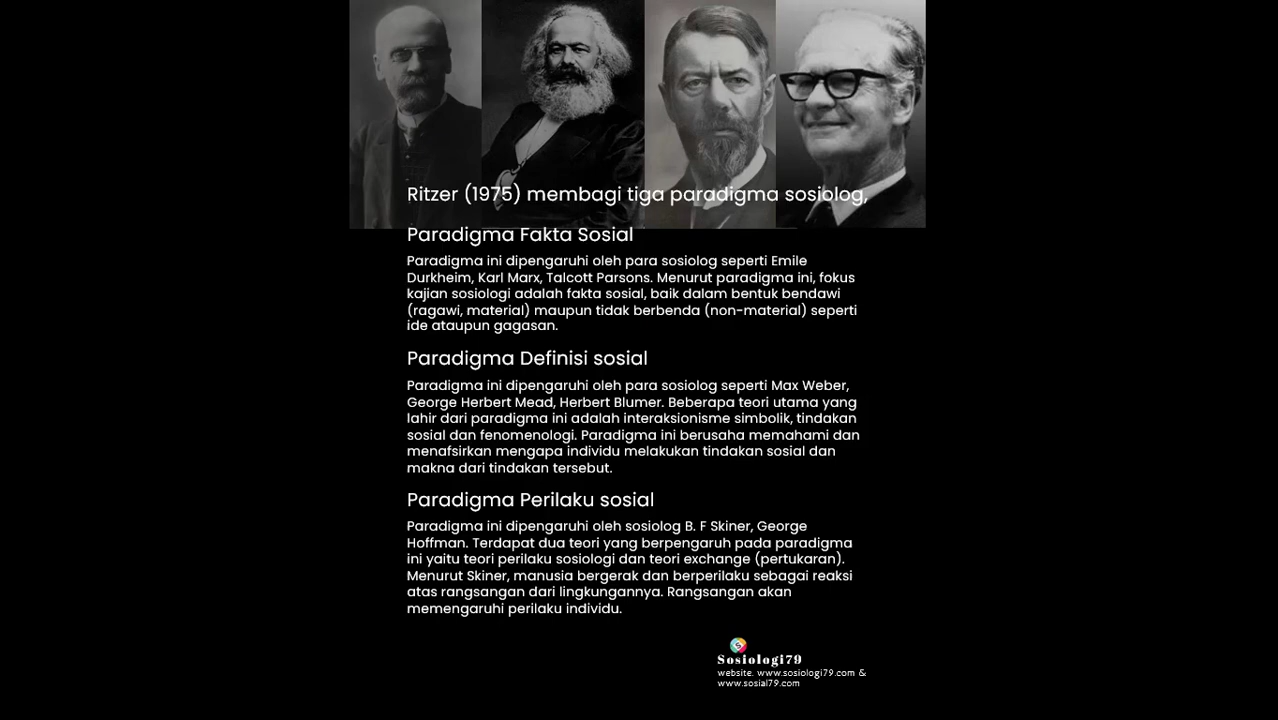 Ritzer (1975) membagi tiga paradigma sosiolog,
Paradigma Fakta Sosial
Paradigma ini dipengaruhi oleh para sosiolog seperti Emile
Durkheim, Karl Marx, Talcott Parsons. Menurut paradigma ini, fokus
kajian sosiologi adalah fakta sosial, baik dalam bentuk bendawi
(ragawi, material) maupun tidak berbenda (non-material) seperti
ide ataupun gagasan.
Paradigma Definisi sosial
Paradigma ini dipengaruhi oleh para sosiolog seperti Max Weber,
George Herbert Mead, Herbert Blumer. Beberapa teori utama yang
lahir dari paradigma ini adalah interaksionisme simbolik, tindakan
sosial dan fenomenologi. Paradigma ini berusaha memahami dan
menafsirkan mengapa individu melakukan tindakan sosial dan
makna dari tindakan tersebut.
Paradigma Perilaku sosial
Paradigma ini dipengaruhi oleh sosiolog B. F Skiner, George
Hoffman. Terdapat dua teori yang berpengaruh pada paradigma
ini yaitu teori perilaku sosiologi dan teori exchange (pertukaran).
Menurut Skiner, manusia bergerak dan berperilaku sebagai reaksi
atas rangsangan dari lingkungannya. Rangsangan akan
memengaruhi perilaku individu.
Sosiologi79
website. www.sosiologi79.com &
www.sosial79.com